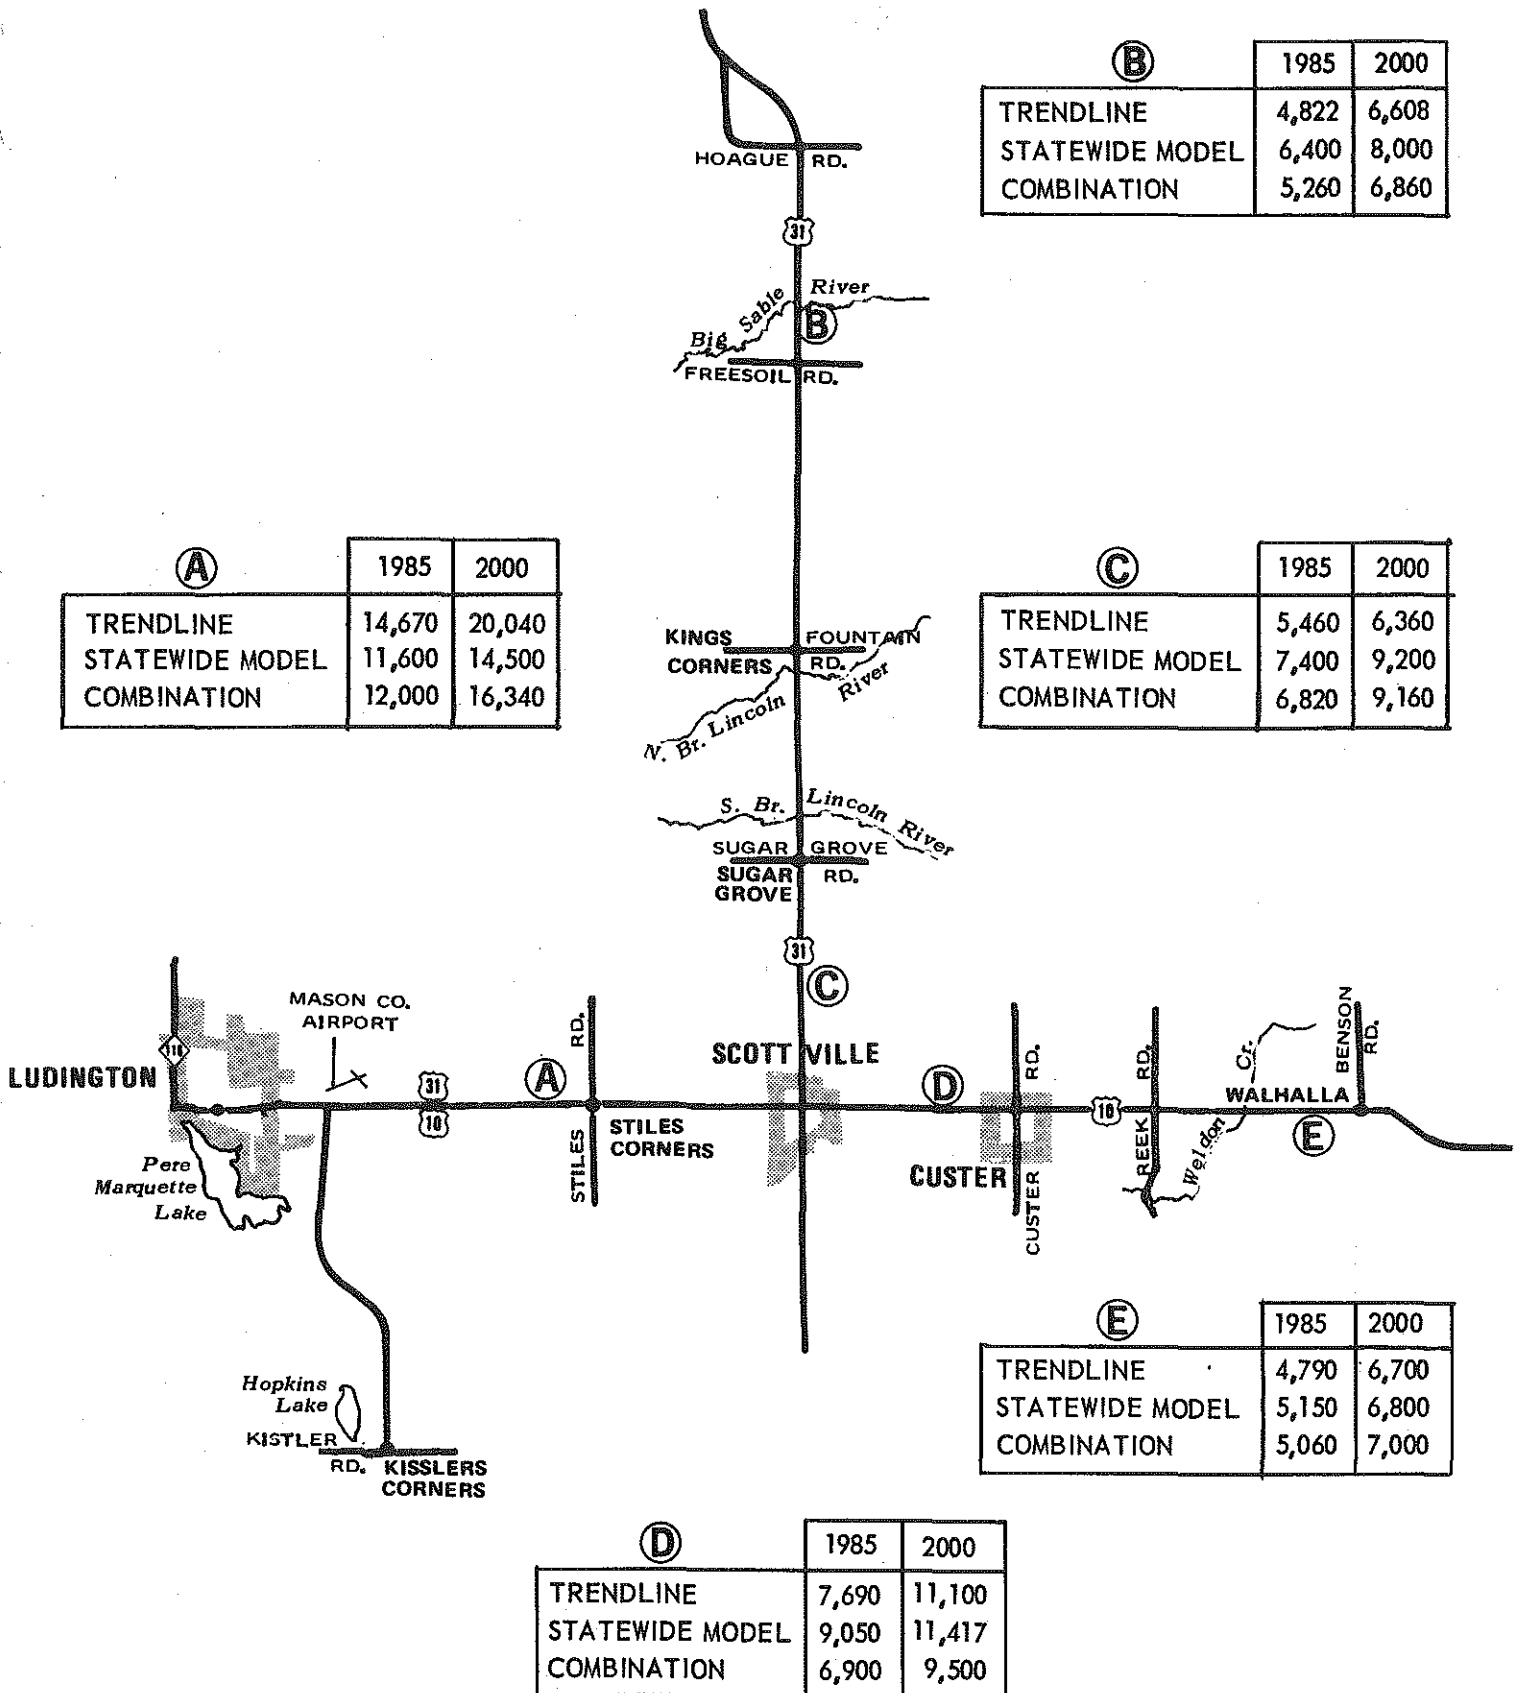 B 1985 2000
TRENDLINE 4,822 6,608
STATEWIDE MODEL 6,400 8,000
COMBINATION 5,260 6,860
HOAGUE RD.
31
Big Sable River
B
FREESOIL RD.
A 1985 2000
TRENDLINE 14,670 20,040
STATEWIDE MODEL 11,600 14,500
COMBINATION 12,000 16,340
C 1985 2000
TRENDLINE 5,460 6,360
STATEWIDE MODEL 7,400 9,200
COMBINATION 6,820 9,160
KINGS
CORNERS
FOUNTAIN
RD.
N. Br. Lincoln River
S. Br. Lincoln River
SUGAR GROVE
RD.
SUGAR
GROVE
31
C
MASON CO.
AIRPORT
116
LUDINGTON
31
10
A
STILES RD.
STILES
CORNERS
SCOTTVILLE
D
CUSTER RD.
CUSTER
10
REEK RD.
Weldon Cr.
WALHALLA
BENSON
RD.
E
Pere
Marquette
Lake
Hopkins
Lake
KISTLER
RD.
KISSLERS
CORNERS
E 1985 2000
TRENDLINE 4,790 6,700
STATEWIDE MODEL 5,150 6,800
COMBINATION 5,060 7,000
D 1985 2000
TRENDLINE 7,690 11,100
STATEWIDE MODEL 9,050 11,417
COMBINATION 6,900 9,500